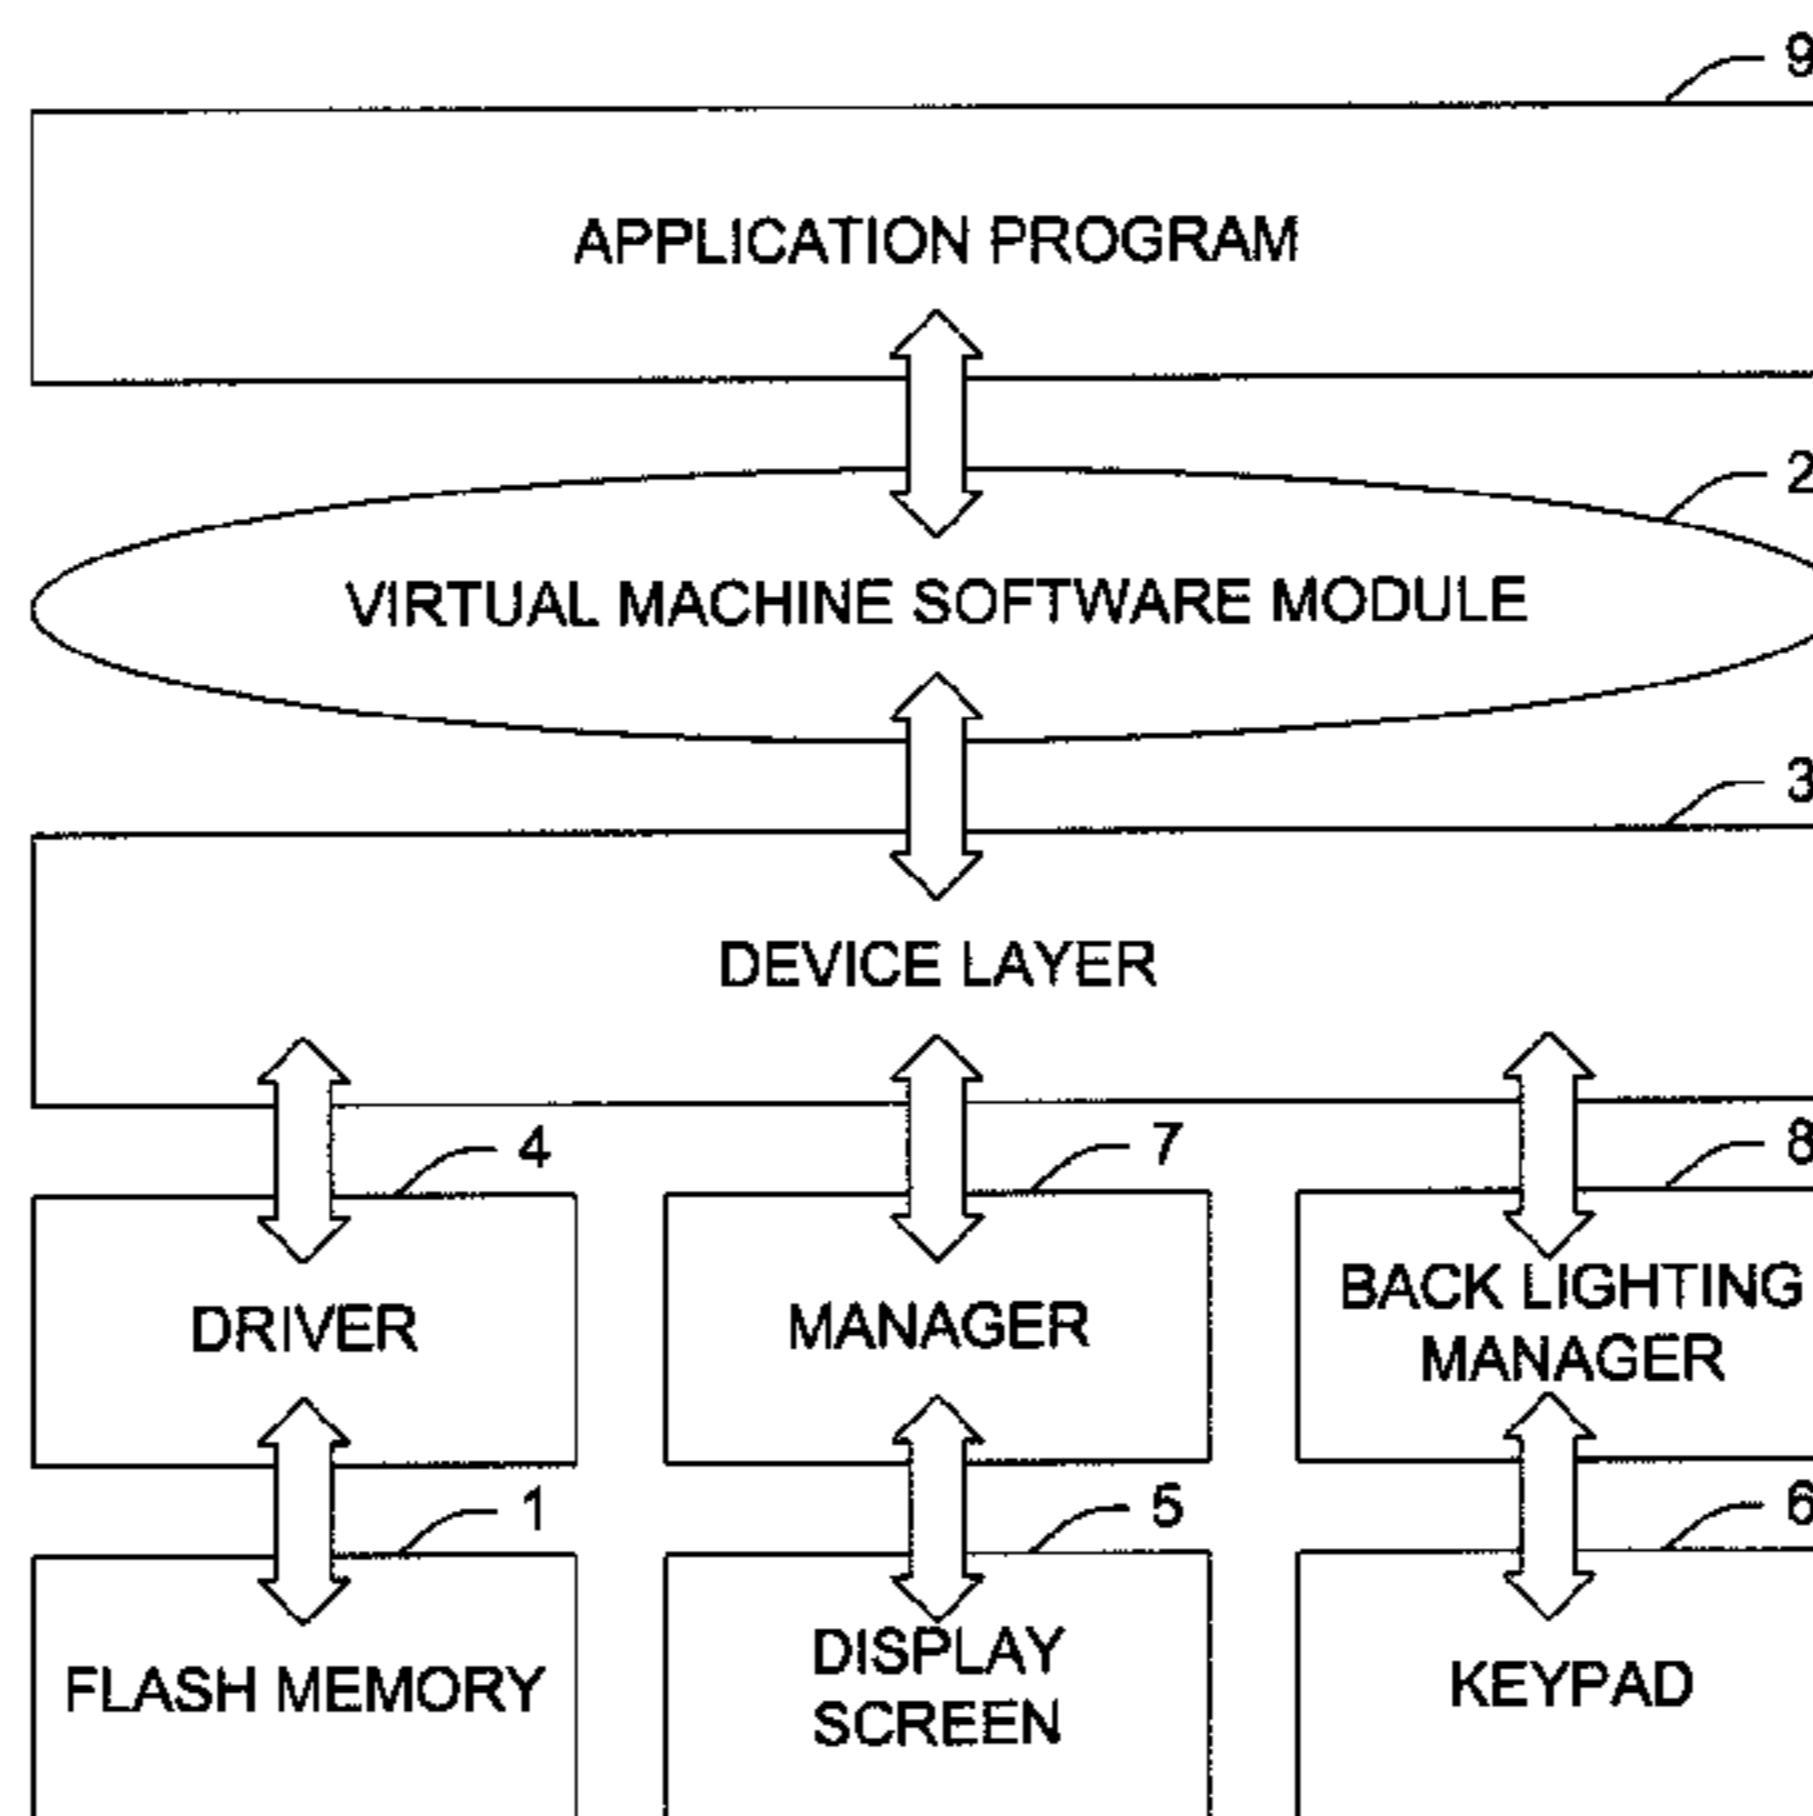 9
APPLICATION PROGRAM
2
VIRTUAL MACHINE SOFTWARE MODULE
3
DEVICE LAYER
4 7 8
DRIVER
MANAGER
BACK LIGHTING
MANAGER
1 5 6
FLASH MEMORY
DISPLAY
SCREEN
KEYPAD